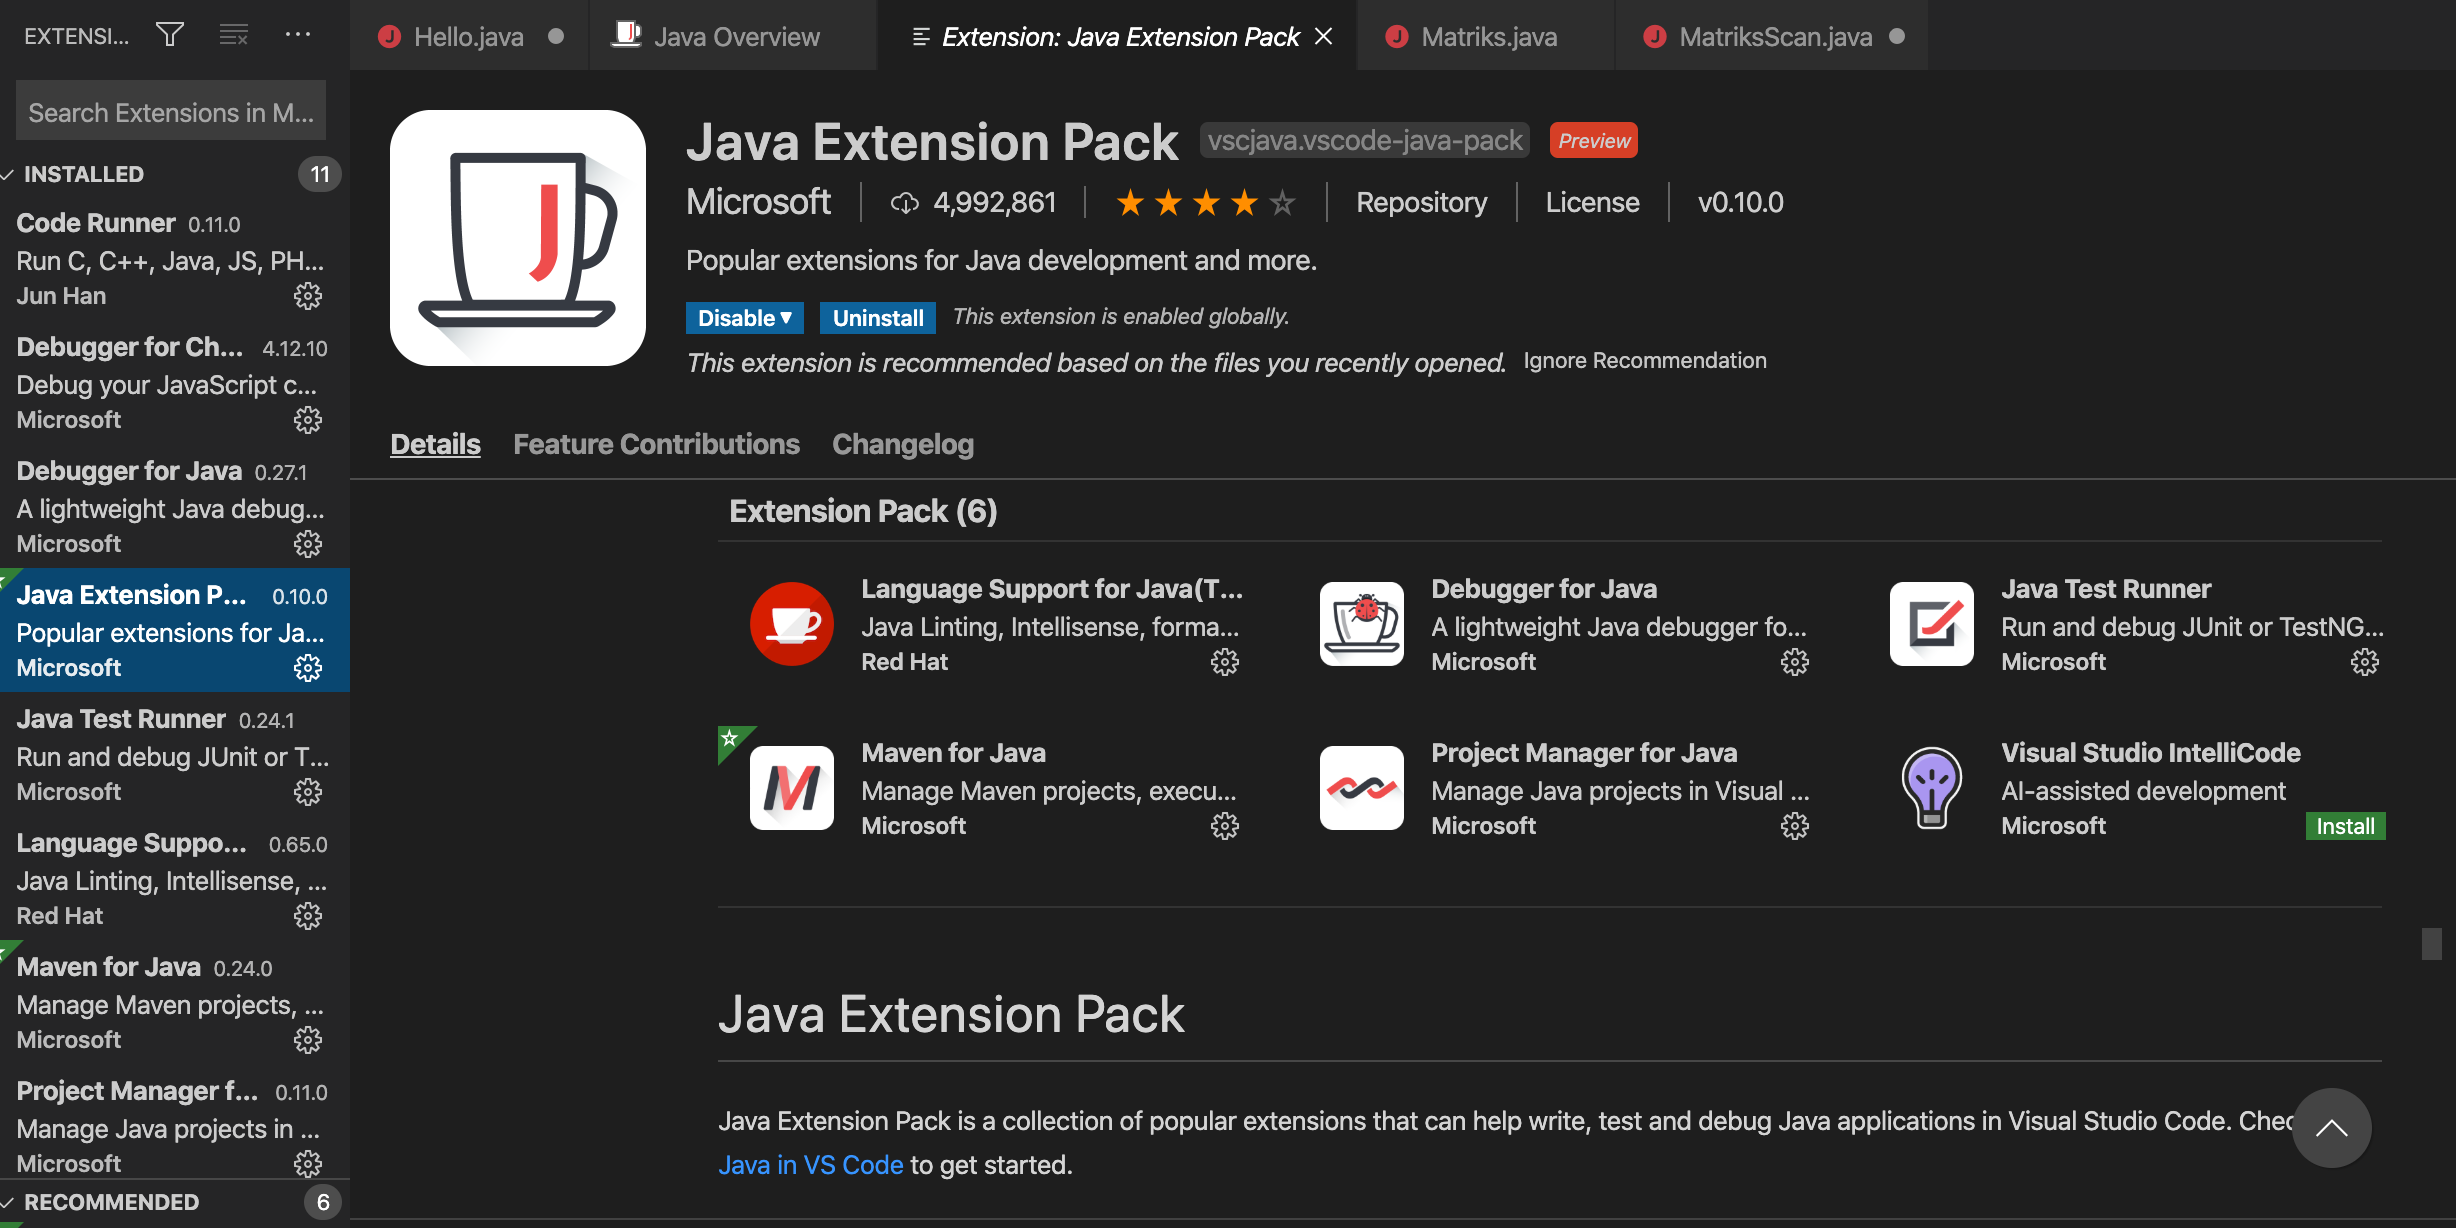 EXTENSI...
Hello.java
Java Overview
Extension: Java Extension Pack
Matriks.java
MatriksScan.java
Search Extensions in M...
INSTALLED 11
Code Runner 0.11.0
Run C, C++, Java, JS, PH...
Jun Han
Debugger for Ch... 4.12.10
Debug your JavaScript c...
Microsoft
Debugger for Java 0.27.1
A lightweight Java debug...
Microsoft
Java Extension P... 0.10.0
Popular extensions for Ja...
Microsoft
Java Test Runner 0.24.1
Run and debug JUnit or T...
Microsoft
Language Suppo... 0.65.0
Java Linting, Intellisense, ...
Red Hat
Maven for Java 0.24.0
Manage Maven projects, ...
Microsoft
Project Manager f... 0.11.0
Manage Java projects in ...
Microsoft
RECOMMENDED 6
Java Extension Pack vscjava.vscode-java-pack Preview
Microsoft 4,992,861 Repository License v0.10.0
Popular extensions for Java development and more.
Disable Uninstall This extension is enabled globally.
This extension is recommended based on the files you recently opened. Ignore Recommendation
Details Feature Contributions Changelog
Extension Pack (6)
Language Support for Java(T...
Java Linting, Intellisense, forma...
Red Hat
Debugger for Java
A lightweight Java debugger fo...
Microsoft
Java Test Runner
Run and debug JUnit or TestNG...
Microsoft
Maven for Java
Manage Maven projects, execu...
Microsoft
Project Manager for Java
Manage Java projects in Visual ...
Microsoft
Visual Studio IntelliCode
AI-assisted development
Microsoft
Install
Java Extension Pack
Java Extension Pack is a collection of popular extensions that can help write, test and debug Java applications in Visual Studio Code. Chec
Java in VS Code to get started.